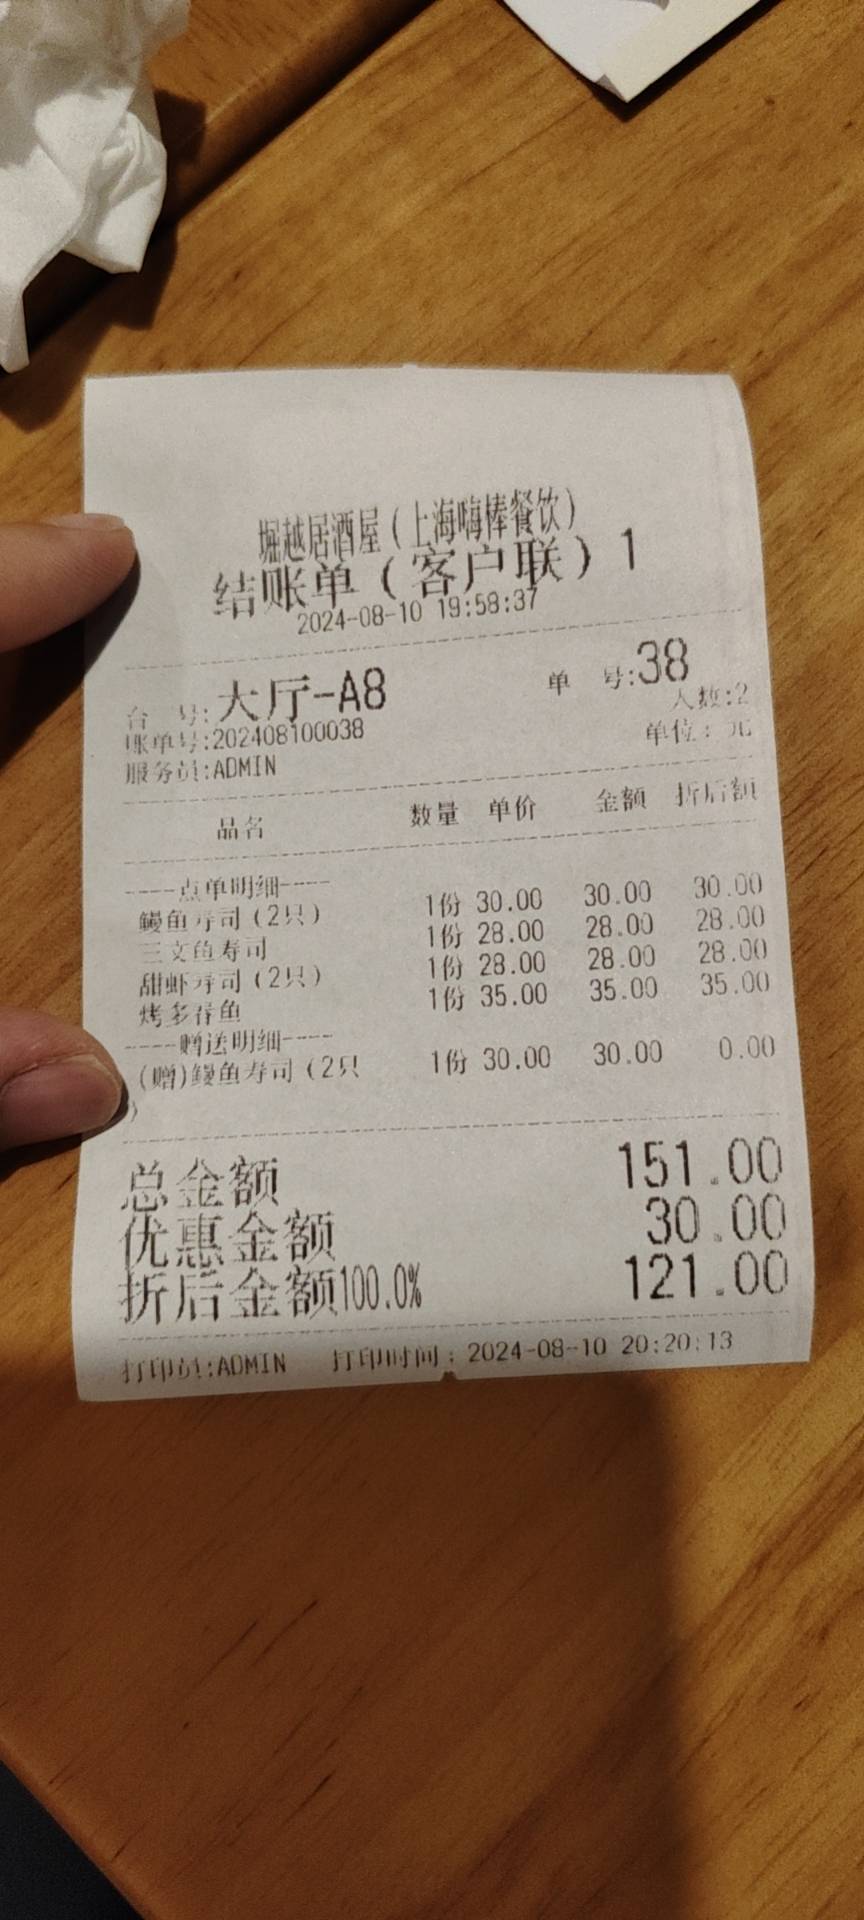 堀越居酒屋(上海嗨棒餐饮)
结账单(客户联)1
2024-08-10 19:58:37
台 号:大厅-A8 单 号:38
人数:2
账单号:202408100038 单位:元
服务员:ADMIN
品名 数量 单价 金额 折后额
----点单明细----
鳗鱼寿司(2只) 1份 30.00 30.00 30.00
三文鱼寿司 1份 28.00 28.00 28.00
甜虾寿司(2只) 1份 28.00 28.00 28.00
烤多春鱼 1份 35.00 35.00 35.00
----赠送明细----
(赠)鳗鱼寿司(2只 1份 30.00 30.00 0.00
)
总金额 151.00
优惠金额 30.00
折后金额100.0% 121.00
打印员:ADMIN 打印时间:2024-08-10 20:20:13